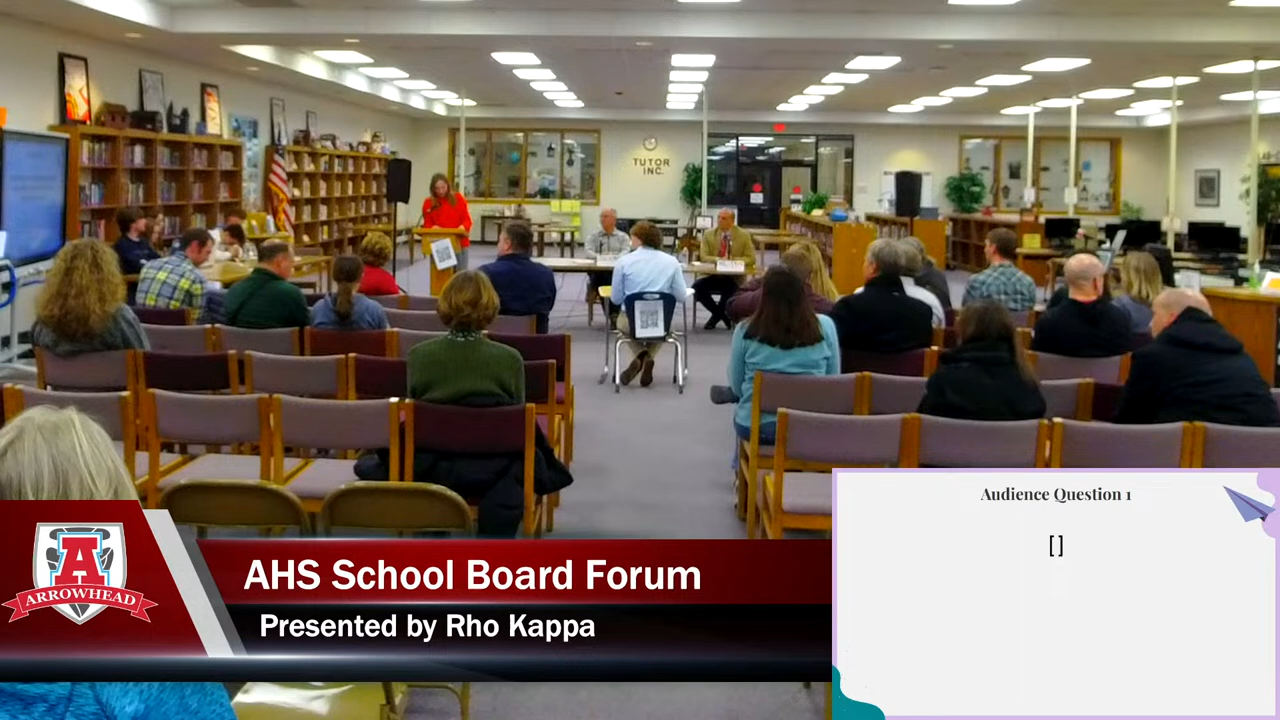 TUTOR
INC.
A
ARROWHEAD
AHS School Board Forum
Presented by Rho Kappa
Audience Question 1
[]